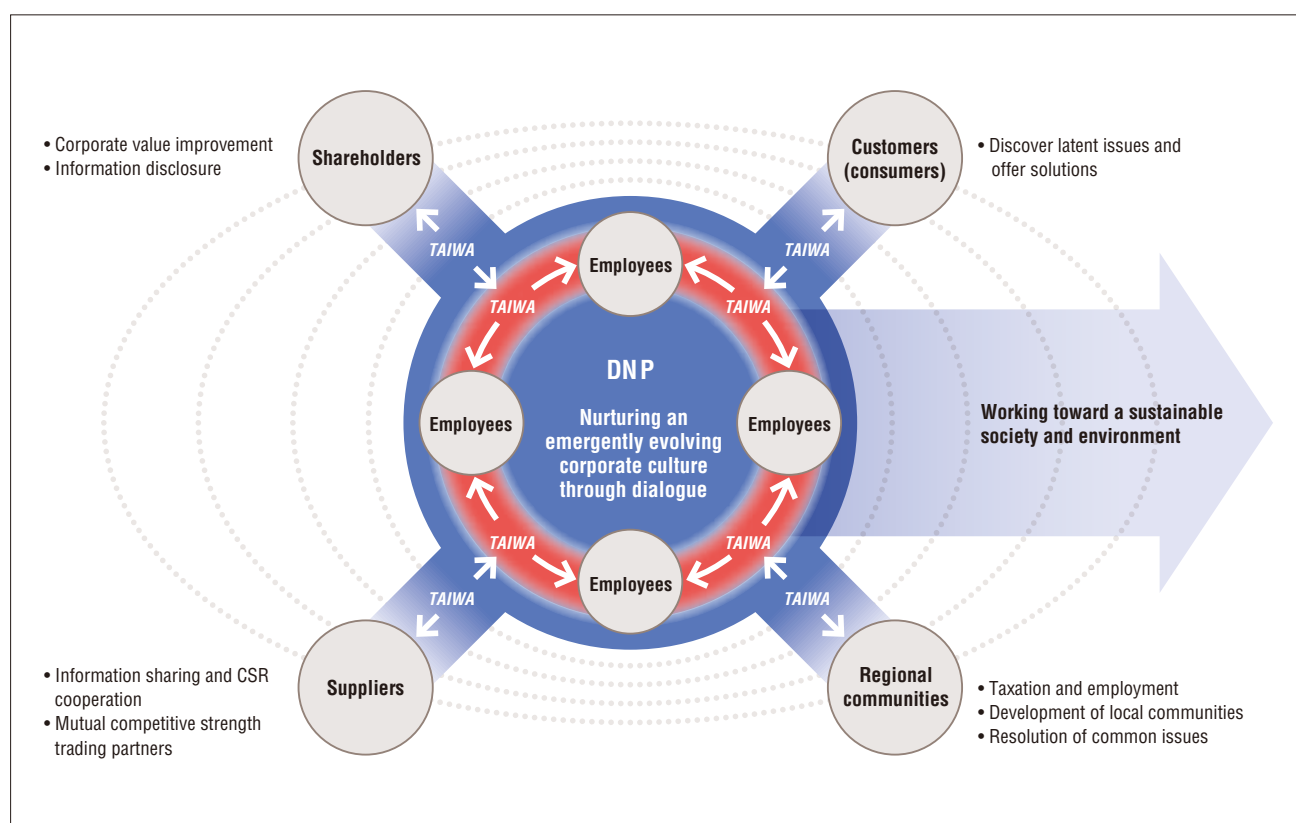 • Corporate value improvement
• Information disclosure
Shareholders
Customers
(consumers)
• Discover latent issues and
offer solutions
TAIWA
TAIWA
Employees
TAIWA
TAIWA
DNP
Employees
Nurturing an
emergently evolving
corporate culture
through dialogue
Employees
Working toward a sustainable
society and environment
TAIWA
TAIWA
Employees
TAIWA
TAIWA
• Information sharing and CSR
cooperation
• Mutual competitive strength
trading partners
Suppliers
Regional
communities
• Taxation and employment
• Development of local communities
• Resolution of common issues